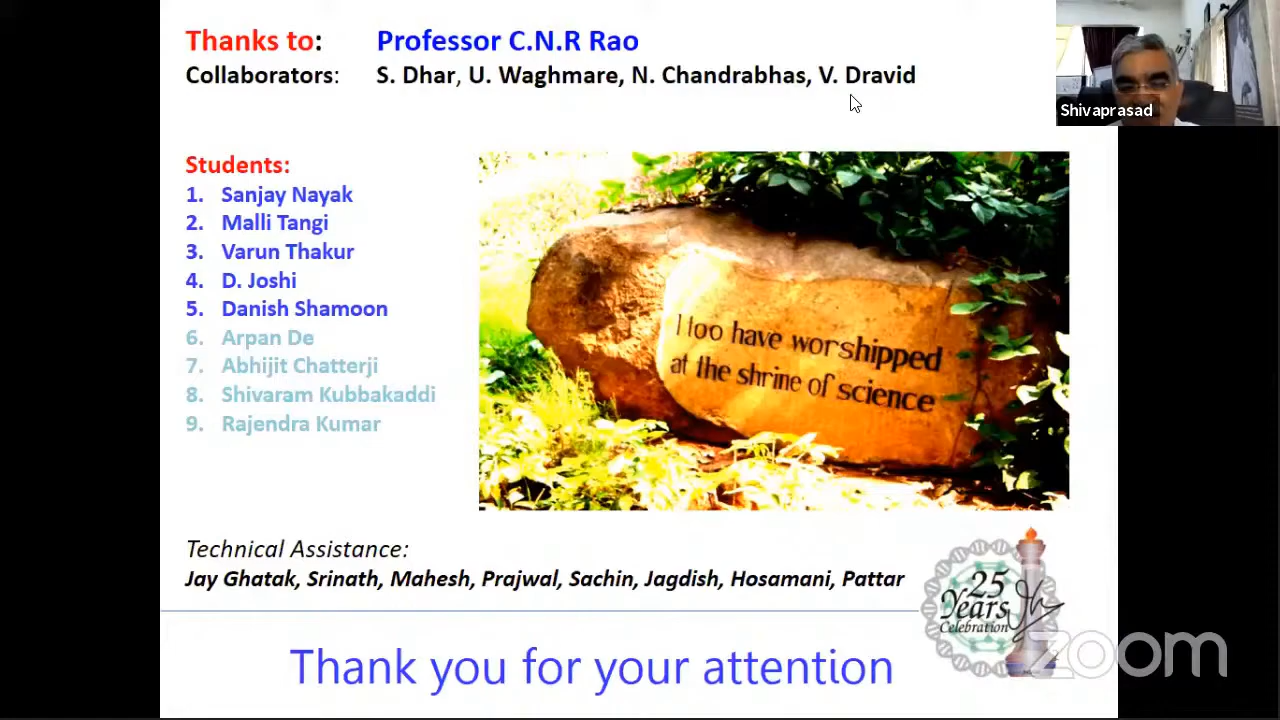 Thanks to: Professor C.N.R Rao
Collaborators: S. Dhar, U. Waghmare, N. Chandrabhas, V. Dravid
Shivaprasad
Students:
1. Sanjay Nayak
2. Malli Tangi
3. Varun Thakur
4. D. Joshi
5. Danish Shamoon
6. Arpan De
7. Abhijit Chatterji
8. Shivaram Kubbakaddi
9. Rajendra Kumar
I too have worshipped
at the shrine of science
Technical Assistance:
Jay Ghatak, Srinath, Mahesh, Prajwal, Sachin, Jagdish, Hosamani, Pattar
25
Years
Celebration
zoom
Thank you for your attention